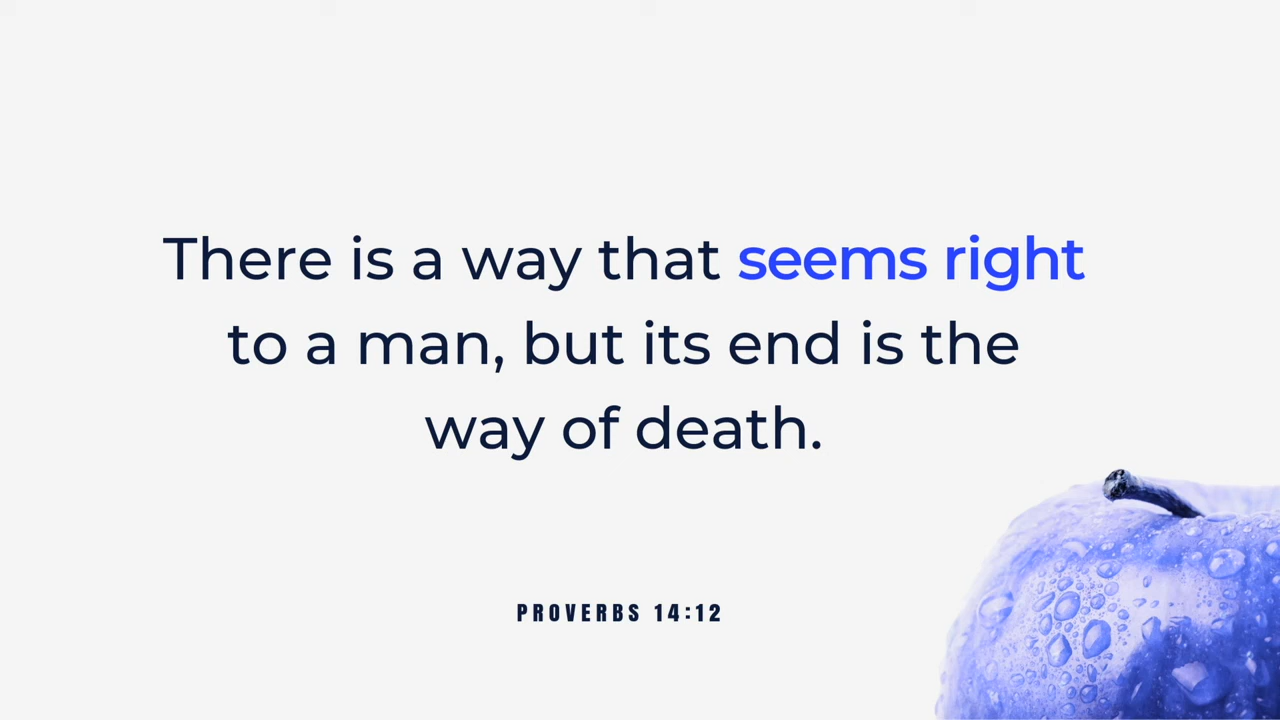 There is a way that seems right
to a man, but its end is the
way of death.
PROVERBS 14:12